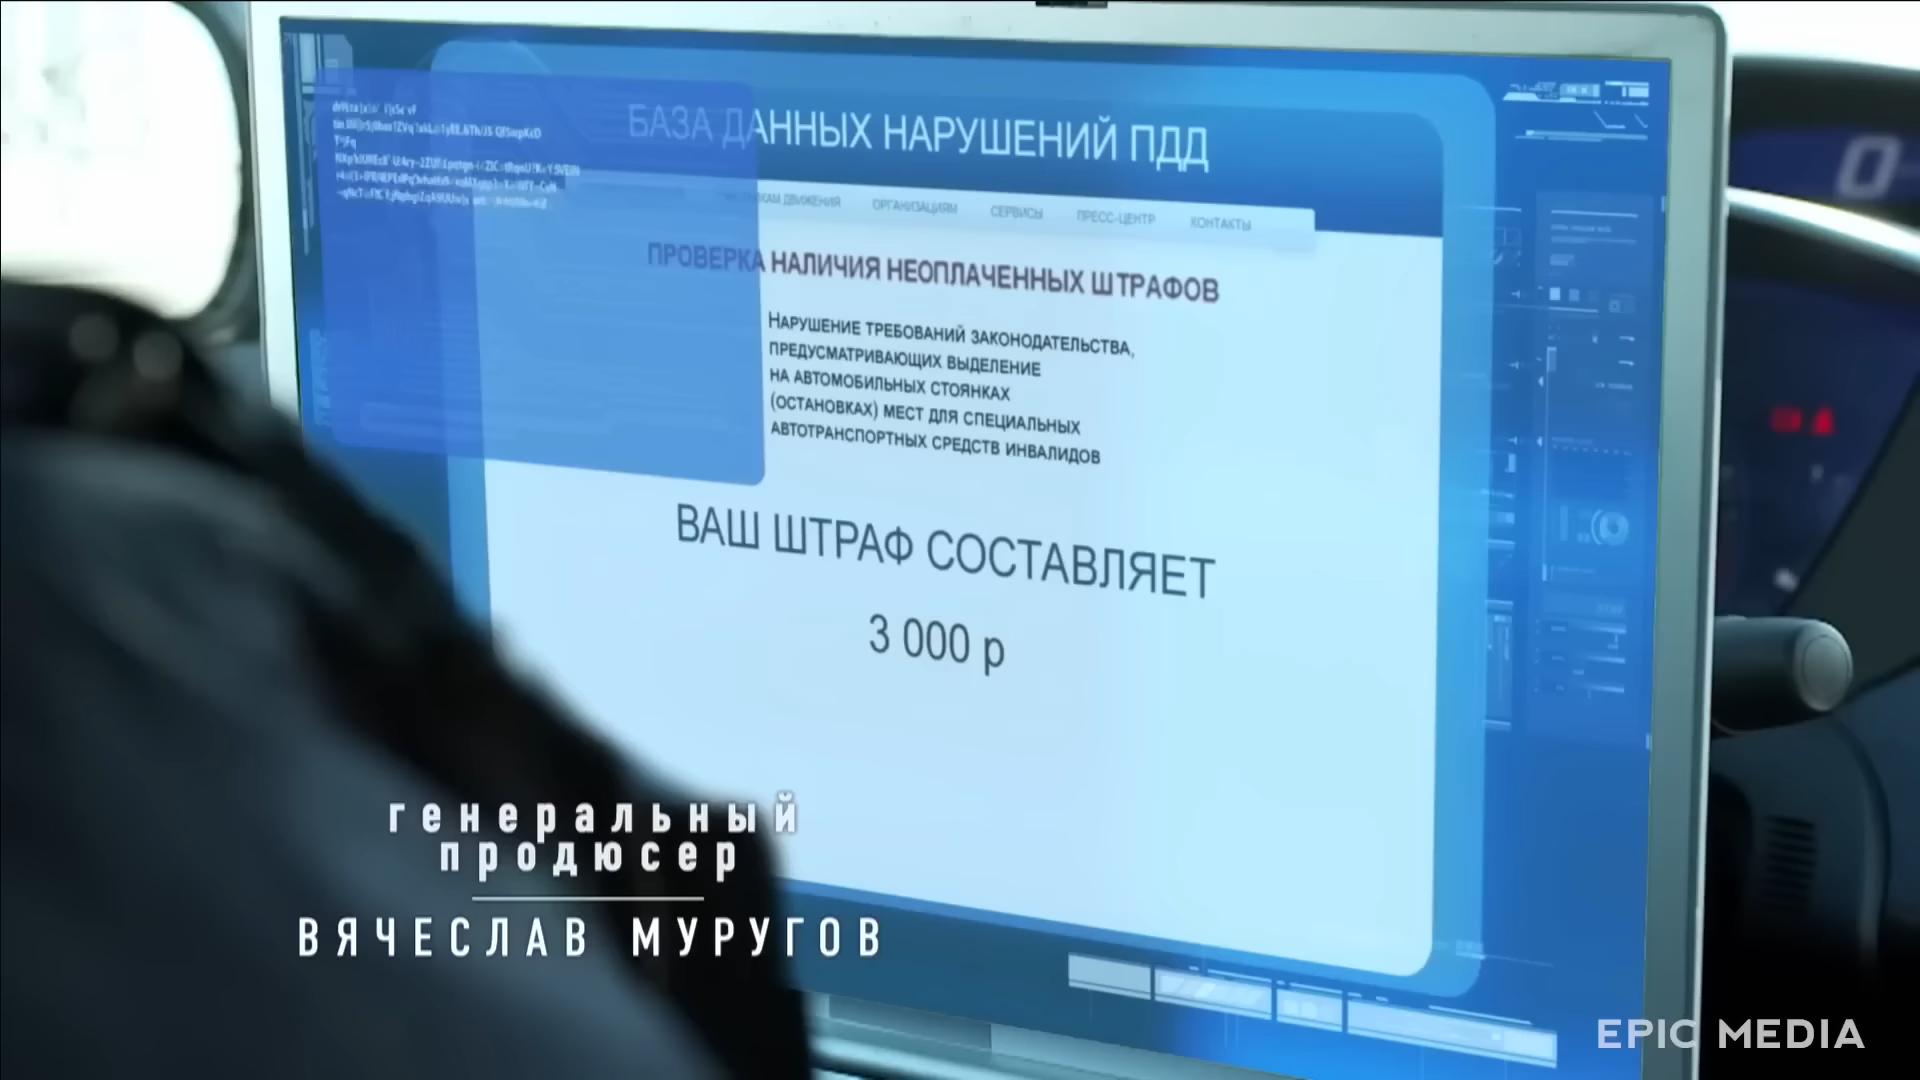 БАЗА ДАННЫХ НАРУШЕНИЙ ПДД
ДВИЖЕНИЯ ОРГАНИЗАЦИЯМ СЕРВИСЫ ПРЕСС-ЦЕНТР КОНТАКТЫ
ПРОВЕРКА НАЛИЧИЯ НЕОПЛАЧЕННЫХ ШТРАФОВ
НАРУШЕНИЕ ТРЕБОВАНИЙ ЗАКОНОДАТЕЛЬСТВА,
ПРЕДУСМАТРИВАЮЩИХ ВЫДЕЛЕНИЕ
НА АВТОМОБИЛЬНЫХ СТОЯНКАХ
(ОСТАНОВКАХ) МЕСТ ДЛЯ СПЕЦИАЛЬНЫХ
АВТОТРАНСПОРТНЫХ СРЕДСТВ ИНВАЛИДОВ
ВАШ ШТРАФ СОСТАВЛЯЕТ
3 000 р
генеральный
продюсер
ВЯЧЕСЛАВ МУРУГОВ
EPIC MEDIA